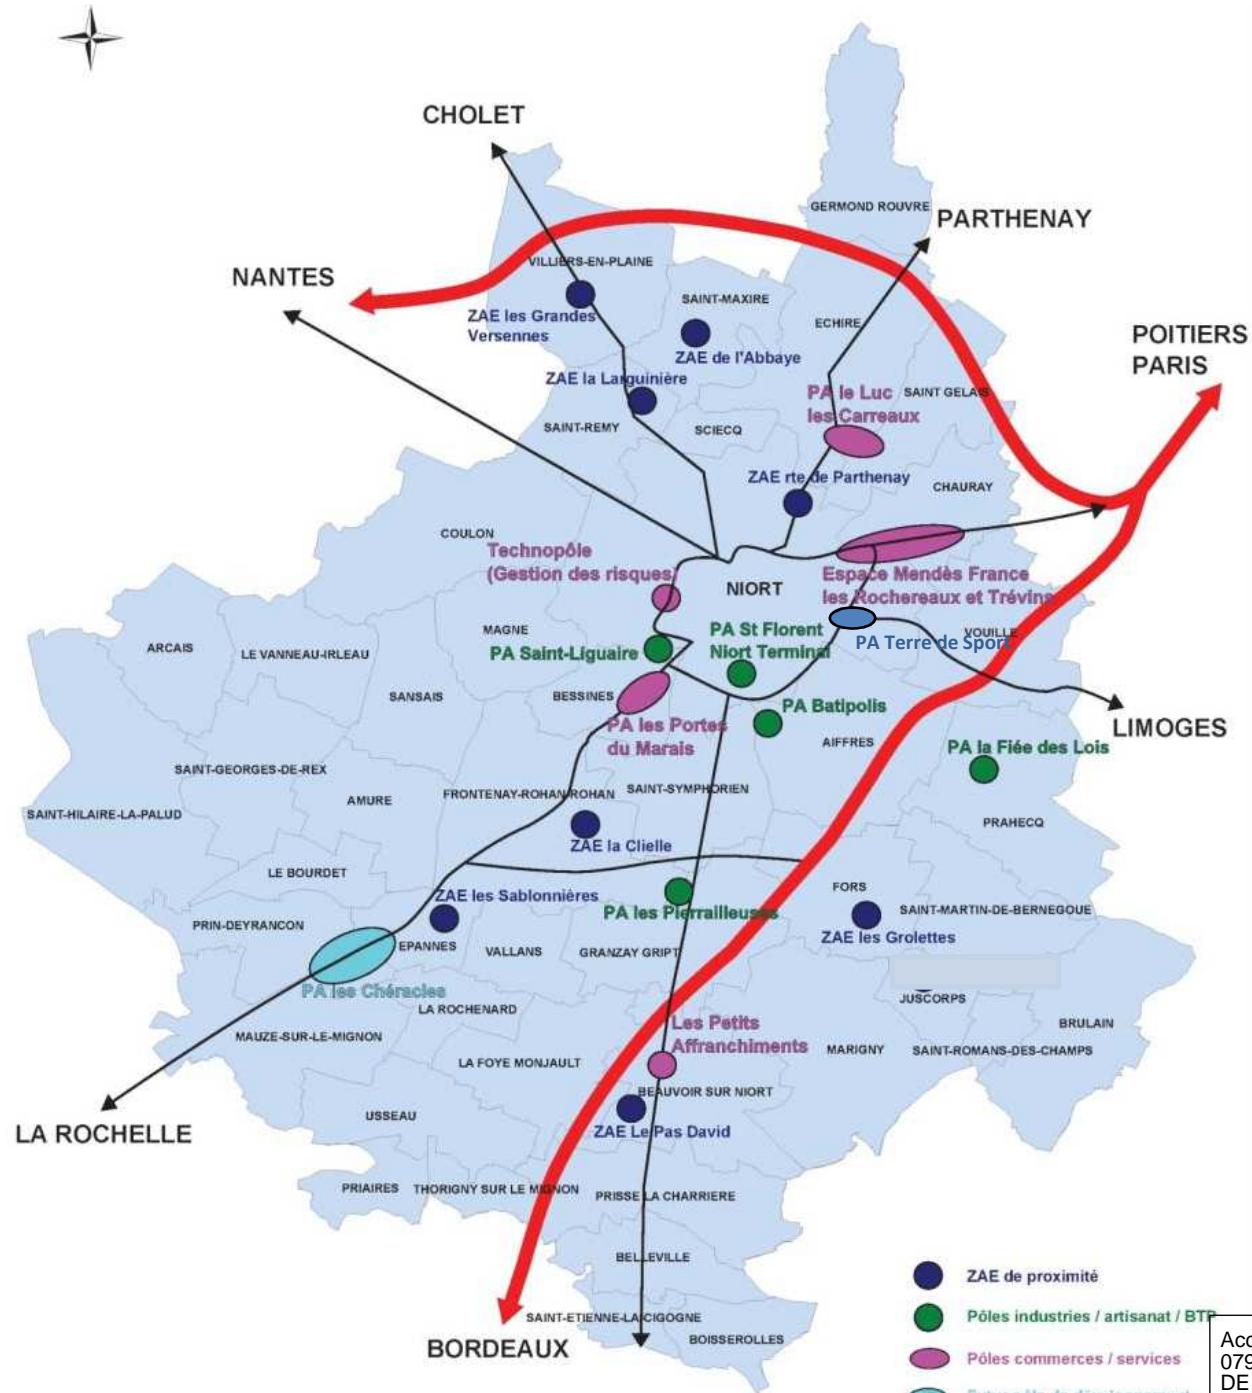 CHOLET
GERMOND ROUVRE
PARTHENAY
NANTES
VILLIERS-EN-PLAINE
SAINT-MAXIRE
ZAE les Grandes
Versennes
ECHIRE
POITIERS
PARIS
ZAE de l'Abbaye
ZAE la Larguinière
PA le Luc
les Carreaux
SAINT GELAIS
SAINT-REMY
SCIECQ
ZAE rte de Parthenay
CHAURAY
COULON
Technopôle
(Gestion des risques)
NIORT
Espace Mendès France
les Rochereaux et Trévins
MAGNE
PA St Florent
Niort Terminal
VOUILLE
PA Terre de Sport
ARCAIS
LE VANNEAU-IRLEAU
PA Saint-Liguaire
SANSAIS
BESSINES
PA Batipolis
PA les Portes
du Marais
LIMOGES
AIFFRES
PA la Fiée des Lois
SAINT-GEORGES-DE-REX
AMURE
FRONTENAY-ROHAN-ROHAN
SAINT-SYMPHORIEN
SAINT-HILAIRE-LA-PALUD
PRAHECQ
ZAE la Clielle
LE BOURDET
FORS
ZAE les Sablonnières
PA les Pierrailleuses
SAINT-MARTIN-DE-BERNEGOUE
PRIN-DEYRANCON
ZAE les Grolettes
EPANNES
VALLANS
GRANZAY GRIPT
PA les Chéracles
JUSCORPS
LA ROCHENARD
BRULAIN
Les Petits
Affranchiments
MAUZE-SUR-LE-MIGNON
MARIGNY
SAINT-ROMANS-DES-CHAMPS
LA FOYE MONJAULT
BEAUVOIR SUR NIORT
USSEAU
LA ROCHELLE
ZAE Le Pas David
PRIAIRES
THORIGNY SUR LE MIGNON
PRISSE LA CHARRIERE
BELLEVILLE
SAINT-ETIENNE-LA-CIGOGNE
BORDEAUX
BOISSEROLLES
ZAE de proximité
Pôles industries / artisanat / BTP
Pôles commerces / services
079
DE